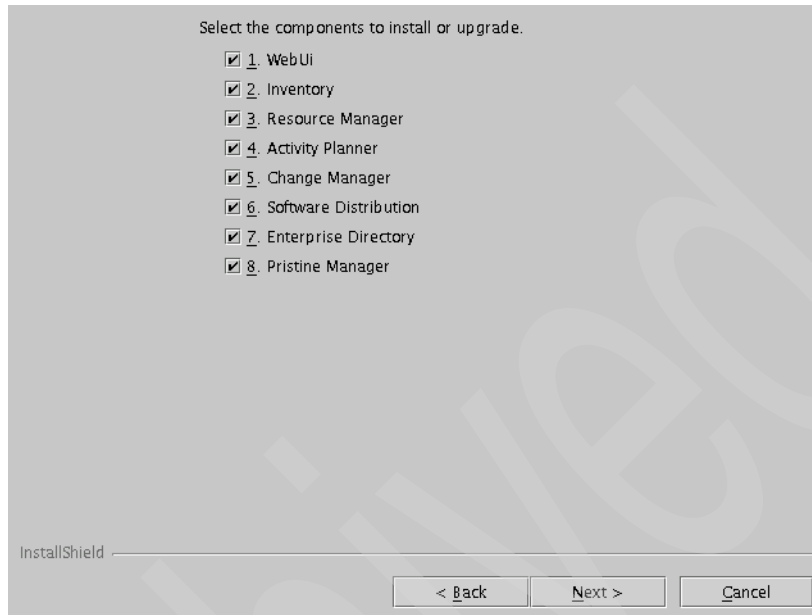 Select the components to install or upgrade.
1. WebUi
2. Inventory
3. Resource Manager
4. Activity Planner
5. Change Manager
6. Software Distribution
7. Enterprise Directory
8. Pristine Manager
InstallShield
< Back Next > Cancel